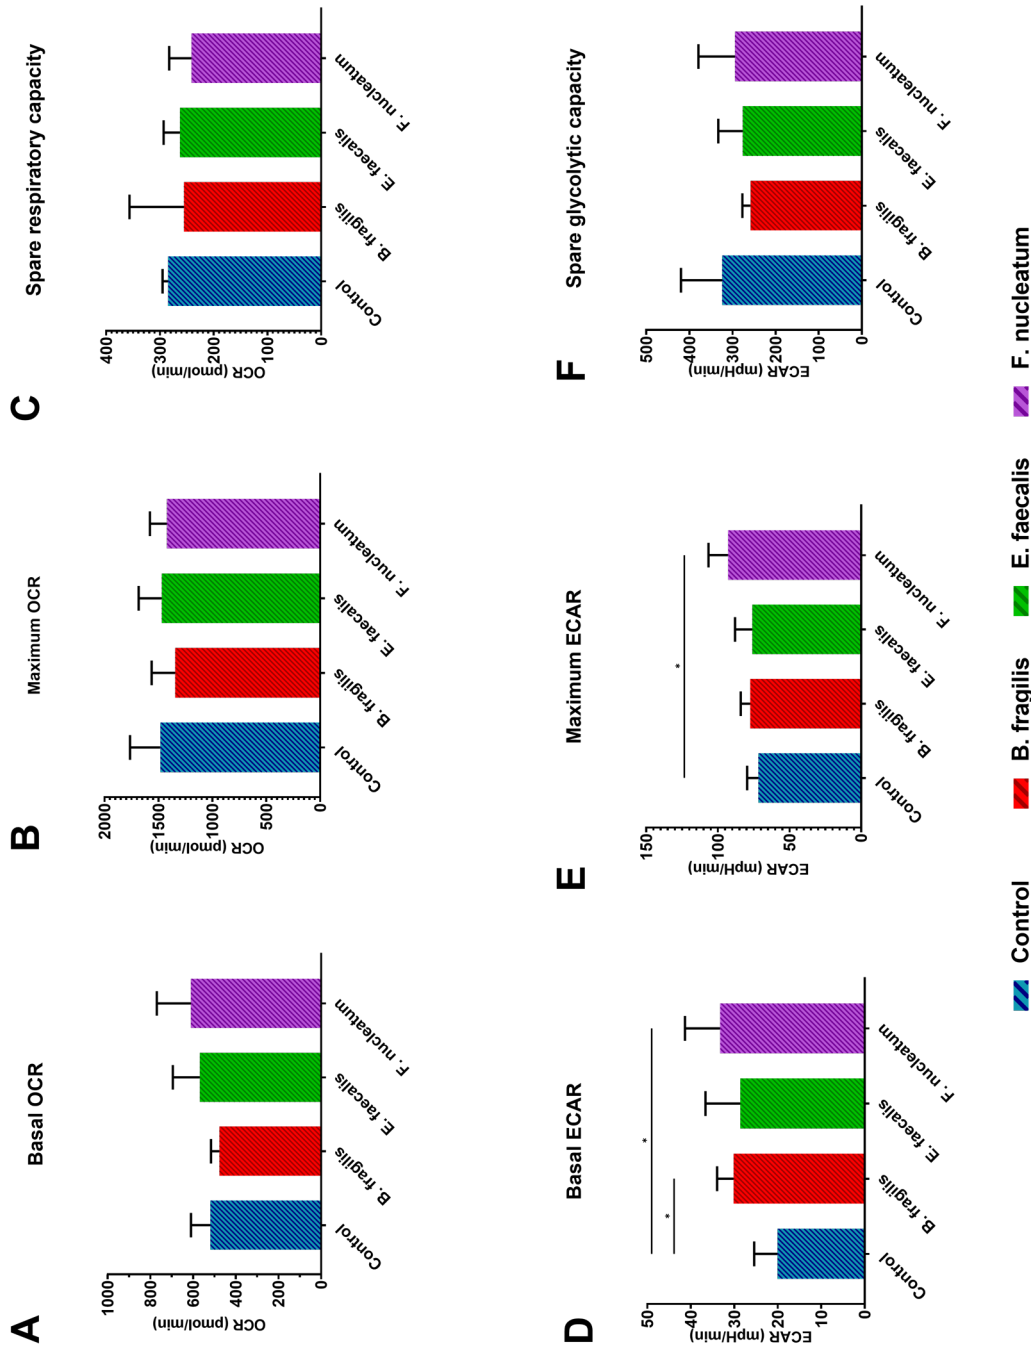 A
Basal OCR
OCR (pmol/min)
1000
800
600
400
200
0
Control
B. fragilis
E. faecalis
F. nucleatum
B
Maximum OCR
OCR (pmol/min)
2000
1500
1000
500
0
Control
B. fragilis
E. faecalis
F. nucleatum
C
Spare respiratory capacity
OCR (pmol/min)
400
300
200
100
0
Control
B. fragilis
E. faecalis
F. nucleatum
D
Basal ECAR
ECAR (mpH/min)
50
40
30
20
10
0
*
*
Control
B. fragilis
E. faecalis
F. nucleatum
E
Maximum ECAR
ECAR (mpH/min)
150
100
50
0
*
Control
B. fragilis
E. faecalis
F. nucleatum
F
Spare glycolytic capacity
ECAR (mpH/min)
500
400
300
200
100
0
Control
B. fragilis
E. faecalis
F. nucleatum
Control B. fragilis E. faecalis F. nucleatum